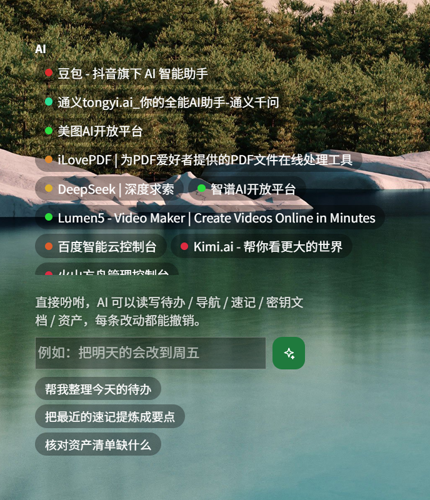 AI
豆包 - 抖音旗下 AI 智能助手
通义tongyi.ai_你的全能AI助手-通义千问
美图AI开放平台
iLovePDF | 为PDF爱好者提供的PDF文件在线处理工具
DeepSeek | 深度求索 智谱AI开放平台
Lumen5 - Video Maker | Create Videos Online in Minutes
百度智能云控制台 Kimi.ai - 帮你看更大的世界
火山方舟管理控制台
直接吩咐，AI 可以读写待办 / 导航 / 速记 / 密钥文
档 / 资产，每条改动都能撤销。
例如：把明天的会改到周五
帮我整理今天的待办
把最近的速记提炼成要点
核对资产清单缺什么